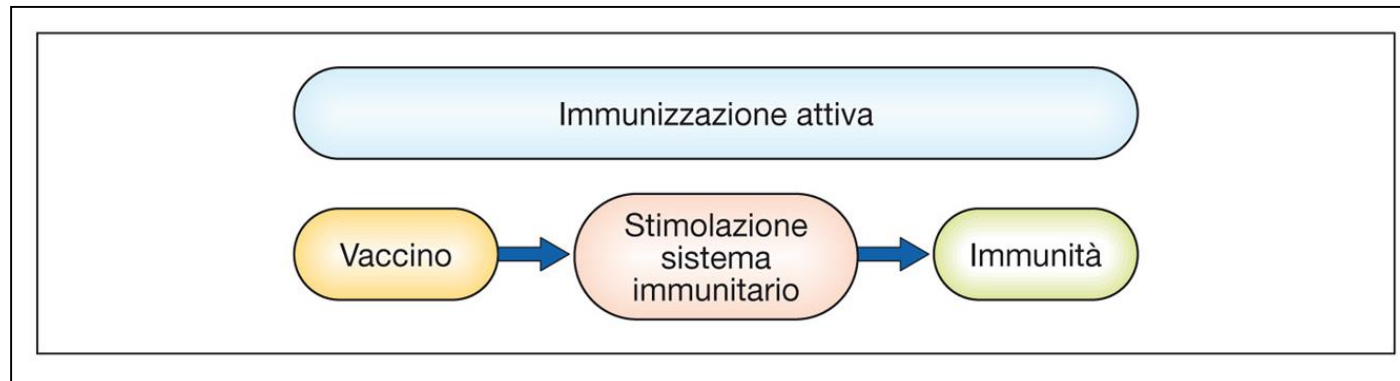 Immunizzazione attiva
Vaccino
Stimolazione
sistema
immunitario
Immunità